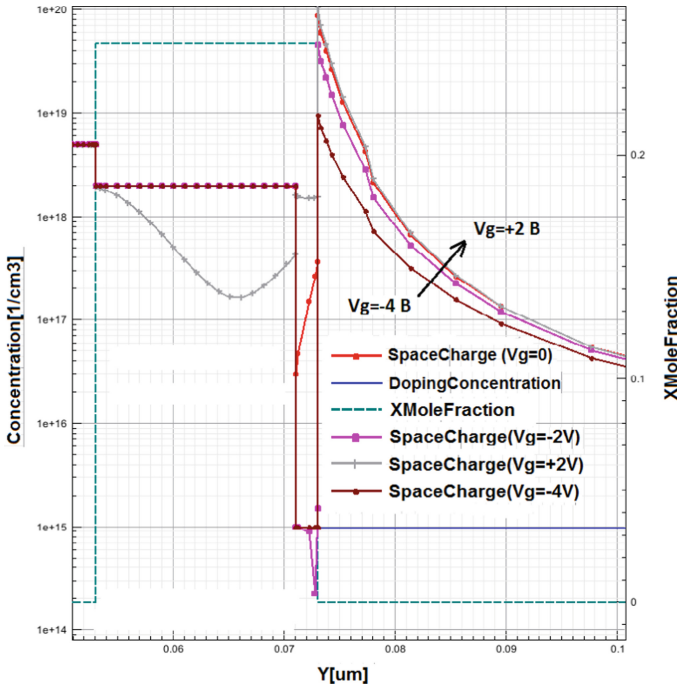 1e+20
1e+19
1e+18
1e+17
1e+16
1e+15
1e+14
Concentration[1/cm3]
0.2
0.1
0
XMoleFraction
Vg=+2 В
Vg=-4 В
SpaceCharge (Vg=0)
DopingConcentration
XMoleFraction
SpaceCharge(Vg=-2V)
SpaceCharge(Vg=+2V)
SpaceCharge(Vg=-4V)
0.06
0.07
0.08
0.09
0.1
Y[um]